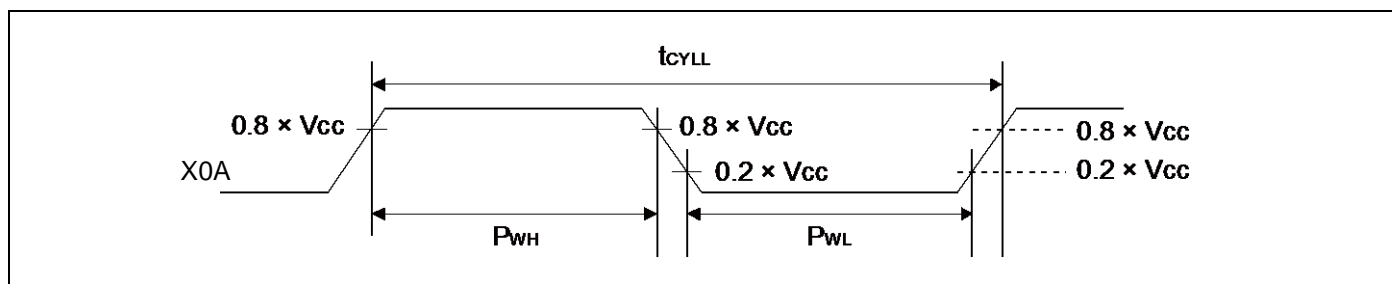 tCYLL
0.8 × Vcc
0.8 × Vcc
0.8 × Vcc
X0A
0.2 × Vcc
0.2 × Vcc
PWH
PWL